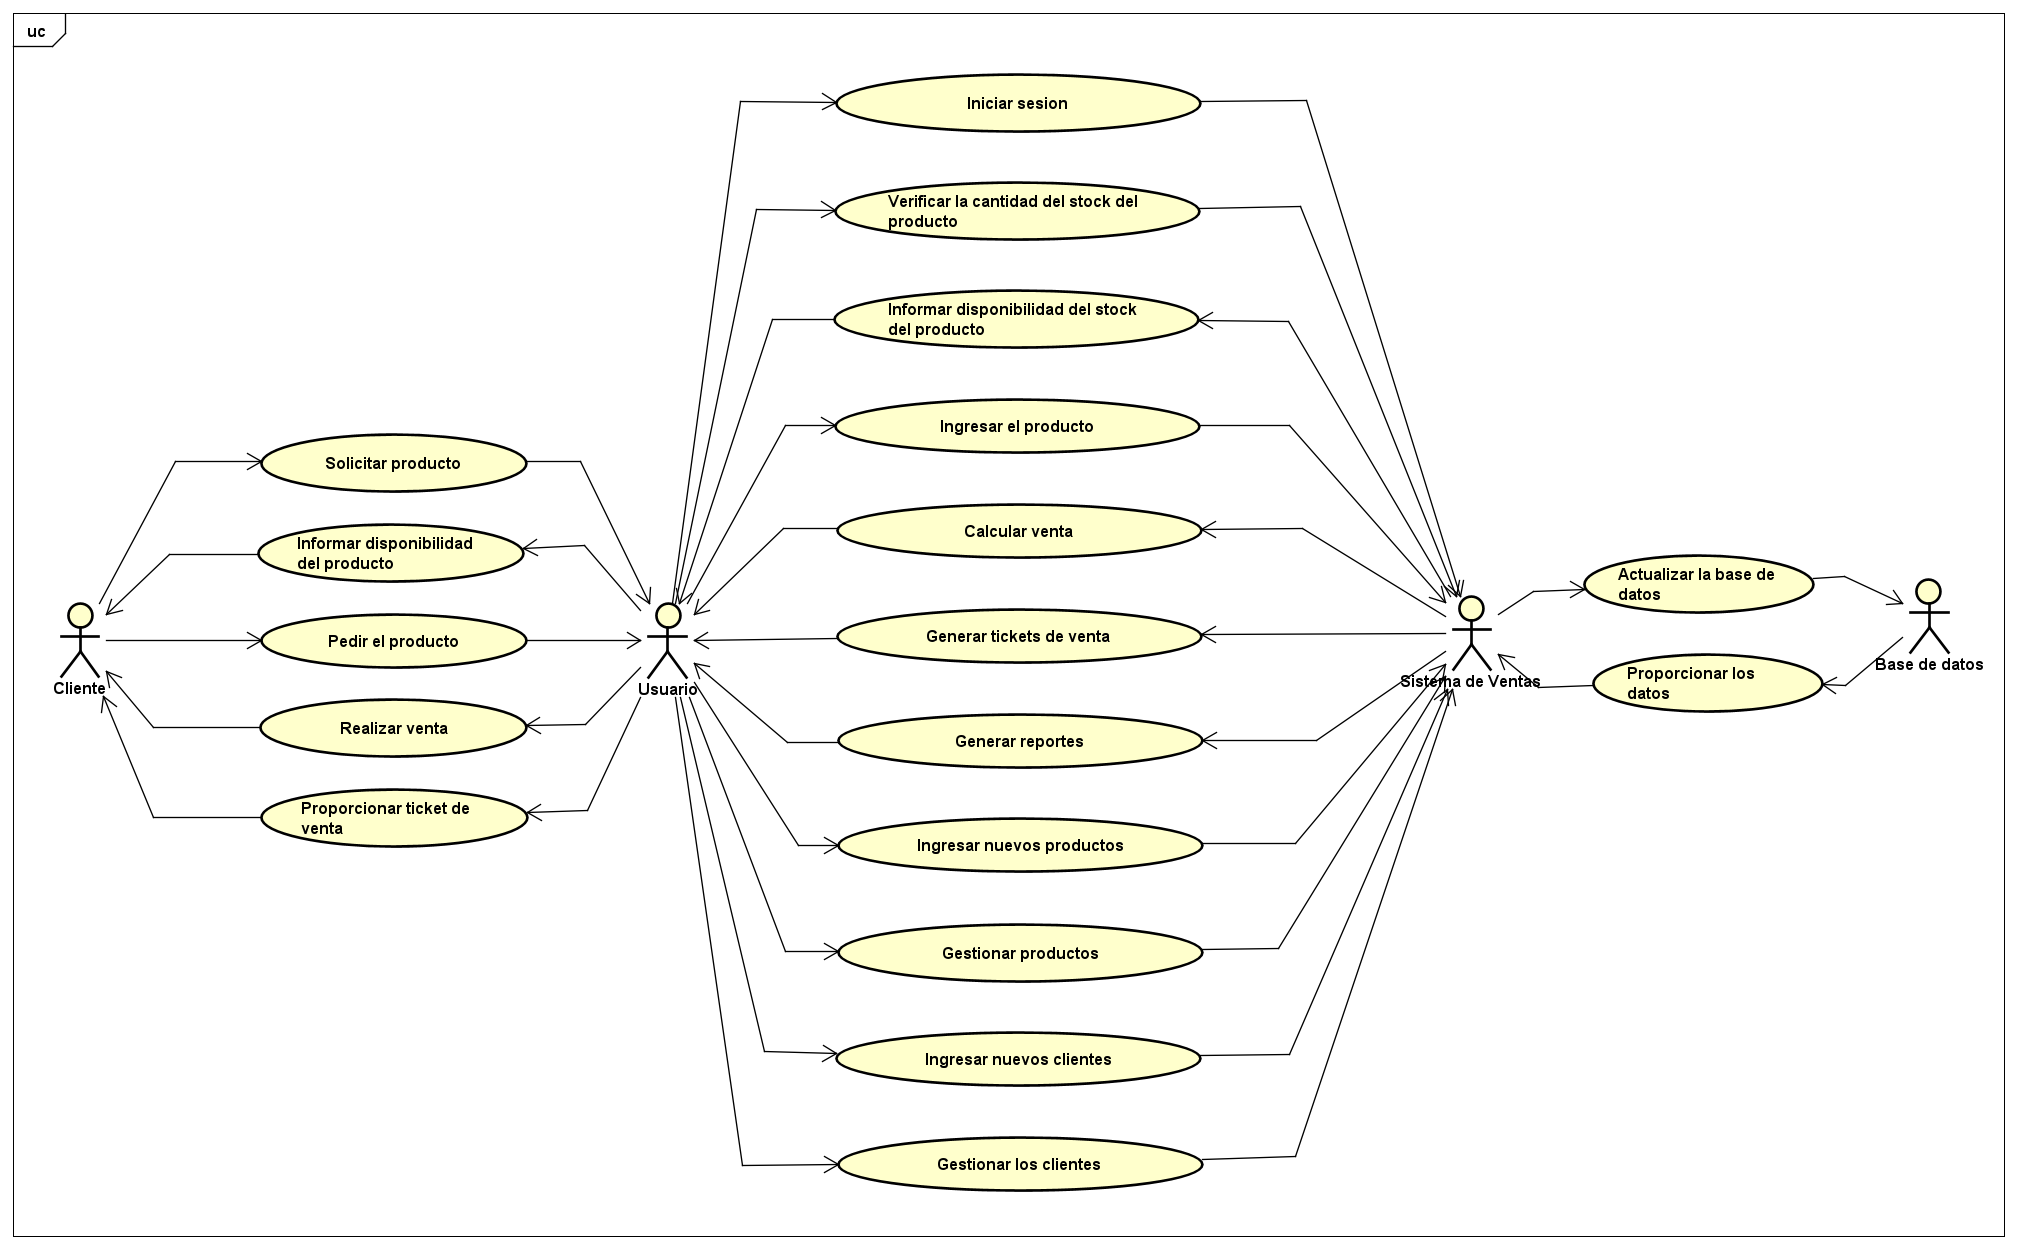 uc
Iniciar sesion
Verificar la cantidad del stock del
producto
Informar disponibilidad del stock
del producto
Ingresar el producto
Solicitar producto
Calcular venta
Informar disponibilidad
del producto
Actualizar la base de
datos
Generar tickets de venta
Pedir el producto
Base de datos
Proporcionar los
datos
Cliente
Usuario
Sistema de Ventas
Realizar venta
Generar reportes
Proporcionar ticket de
venta
Ingresar nuevos productos
Gestionar productos
Ingresar nuevos clientes
Gestionar los clientes